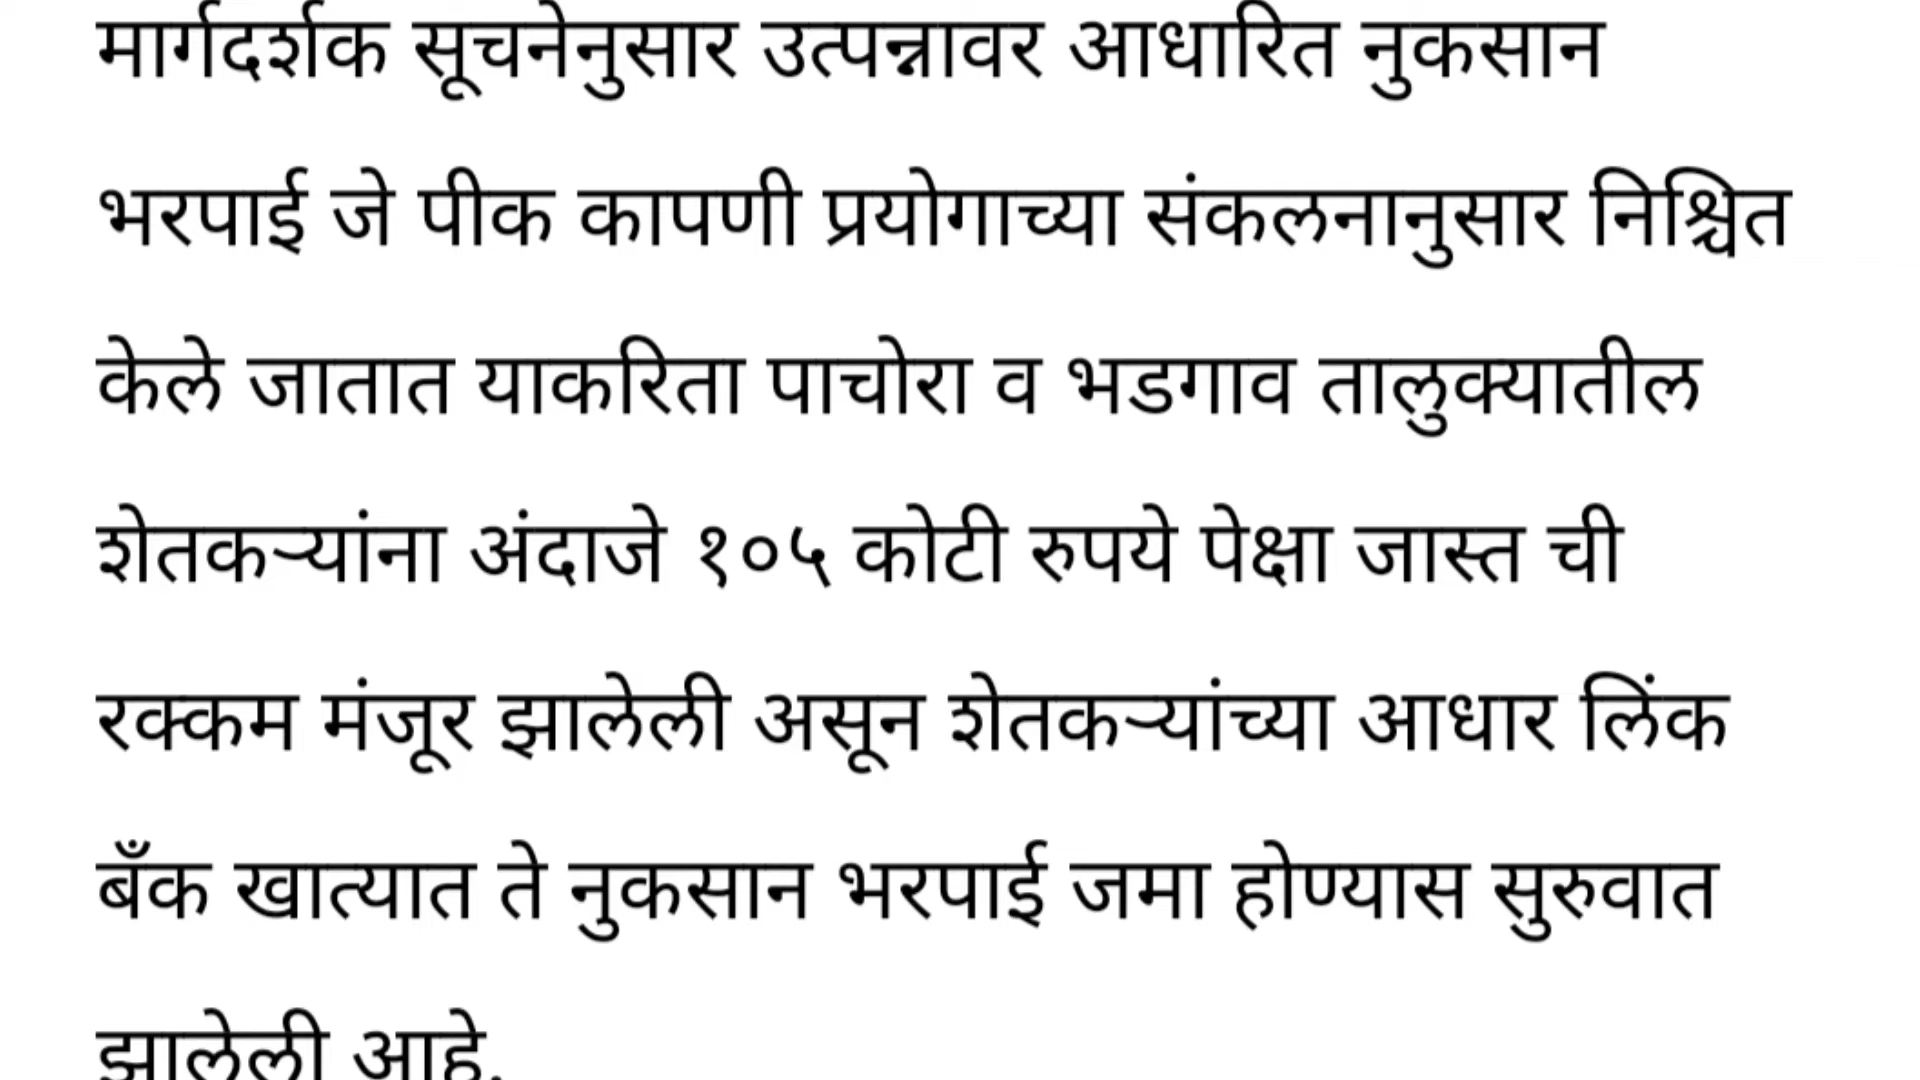 मार्गदर्शक सूचनेनुसार उत्पन्नावर आधारित नुकसान
भरपाई जे पीक कापणी प्रयोगाच्या संकलनानुसार निश्चित
केले जातात याकरिता पाचोरा व भडगाव तालुक्यातील
शेतकऱ्यांना अंदाजे १०५ कोटी रुपये पेक्षा जास्त ची
रक्कम मंजूर झालेली असून शेतकऱ्यांच्या आधार लिंक
बँक खात्यात ते नुकसान भरपाई जमा होण्यास सुरुवात
झालेली आहे.